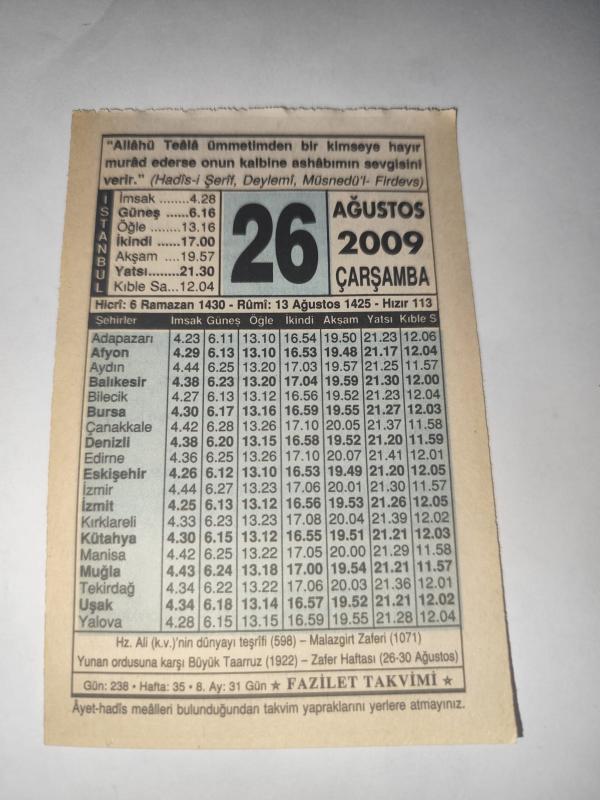 "Allâhü Teâlâ ümmetimden bir kimseye hayır
murâd ederse onun kalbine ashâbımın sevgisini
verir." (Hadîs-i Şerîf, Deylemî, Müsnedü'l- Firdevs)
İSTANBUL
İmsak ........4.28
Güneş ......6.16
Öğle ........13.16
İkindi ......17.00
Akşam ....19.57
Yatsı........21.30
Kıble Sa...12.04
26
AĞUSTOS
2009
ÇARŞAMBA
Hicrî: 6 Ramazan 1430 - Rûmî: 13 Ağustos 1425 - Hızır 113
Şehirler İmsak Güneş Öğle İkindi Akşam Yatsı Kıble S
Adapazarı 4.23 6.11 13.10 16.54 19.50 21.23 12.06
Afyon 4.29 6.13 13.10 16.53 19.48 21.17 12.04
Aydın 4.44 6.25 13.20 17.03 19.57 21.25 11.57
Balıkesir 4.38 6.23 13.20 17.04 19.59 21.30 12.00
Bilecik 4.27 6.13 13.12 16.56 19.52 21.23 12.04
Bursa 4.30 6.17 13.16 16.59 19.55 21.27 12.03
Çanakkale 4.42 6.28 13.26 17.10 20.05 21.37 11.58
Denizli 4.38 6.20 13.15 16.58 19.52 21.20 11.59
Edirne 4.36 6.25 13.26 17.10 20.07 21.41 12.01
Eskişehir 4.26 6.12 13.10 16.53 19.49 21.20 12.05
İzmir 4.44 6.27 13.23 17.06 20.01 21.30 11.57
İzmit 4.25 6.13 13.12 16.56 19.53 21.26 12.05
Kırklareli 4.33 6.23 13.23 17.08 20.04 21.39 12.02
Kütahya 4.30 6.15 13.12 16.55 19.51 21.21 12.03
Manisa 4.42 6.25 13.22 17.05 20.00 21.29 11.58
Muğla 4.43 6.24 13.18 17.00 19.54 21.21 11.57
Tekirdağ 4.34 6.22 13.22 17.06 20.03 21.36 12.01
Uşak 4.34 6.18 13.14 16.57 19.52 21.21 12.02
Yalova 4.28 6.15 13.15 16.59 19.55 21.28 12.04
Hz. Ali (k.v.)'nin dünyayı teşrîfi (598) – Malazgirt Zaferi (1071)
Yunan ordusuna karşı Büyük Taarruz (1922) – Zafer Haftası (26-30 Ağustos)
Gün: 238 • Hafta: 35 • 8. Ay: 31 Gün ★ FAZİLET TAKVİMİ ★
Âyet-hadîs meâlleri bulunduğundan takvim yapraklarını yerlere atmayınız.